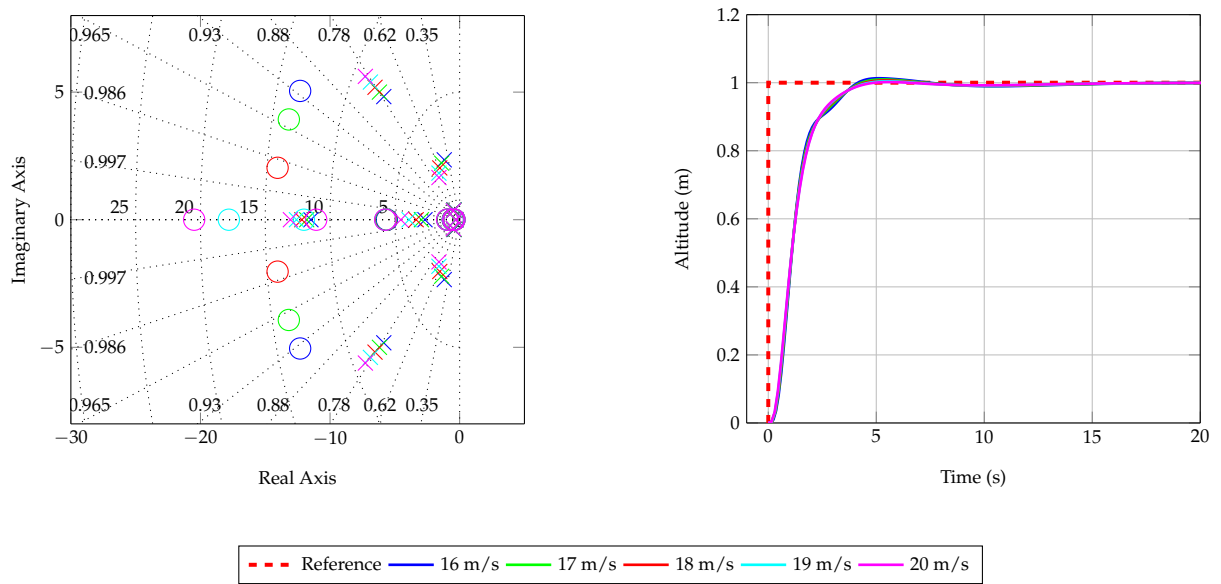 0.965 0.93 0.88 0.78 0.62 0.35
0.986
0.997
25 20 15 10 5
0.997
0.986
0.965 0.93 0.88 0.78 0.62 0.35
5
0
−5
−30 −20 −10 0
Imaginary Axis
Real Axis
1.2
1
0.8
0.6
0.4
0.2
0
0 5 10 15 20
Altitude (m)
Time (s)
Reference 16 m/s 17 m/s 18 m/s 19 m/s 20 m/s